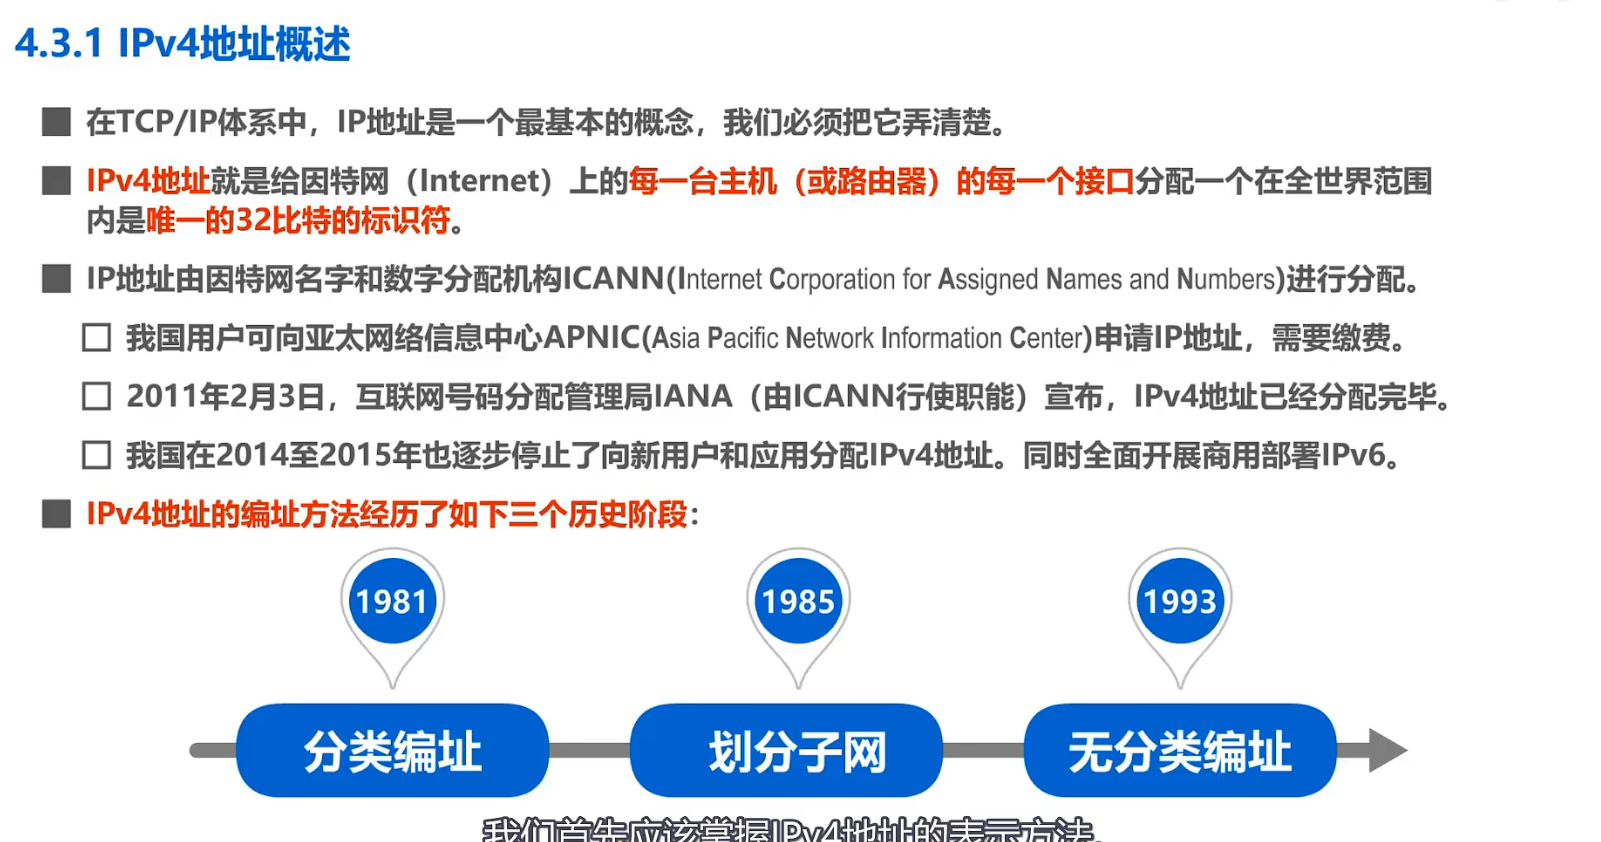 4.3.1 IPv4地址概述
在TCP/IP体系中，IP地址是一个最基本的概念，我们必须把它弄清楚。
IPv4地址就是给因特网（Internet）上的每一台主机（或路由器）的每一个接口分配一个在全世界范围
内是唯一的32比特的标识符。
IP地址由因特网名字和数字分配机构ICANN(Internet Corporation for Assigned Names and Numbers)进行分配。
我国用户可向亚太网络信息中心APNIC(Asia Pacific Network Information Center)申请IP地址，需要缴费。
2011年2月3日，互联网号码分配管理局IANA（由ICANN行使职能）宣布，IPv4地址已经分配完毕。
我国在2014至2015年也逐步停止了向新用户和应用分配IPv4地址。同时全面开展商用部署IPv6。
IPv4地址的编址方法经历了如下三个历史阶段：
1981 1985 1993
分类编址 划分子网 无分类编址
我们首先应该掌握IPv4地址的表示方法。